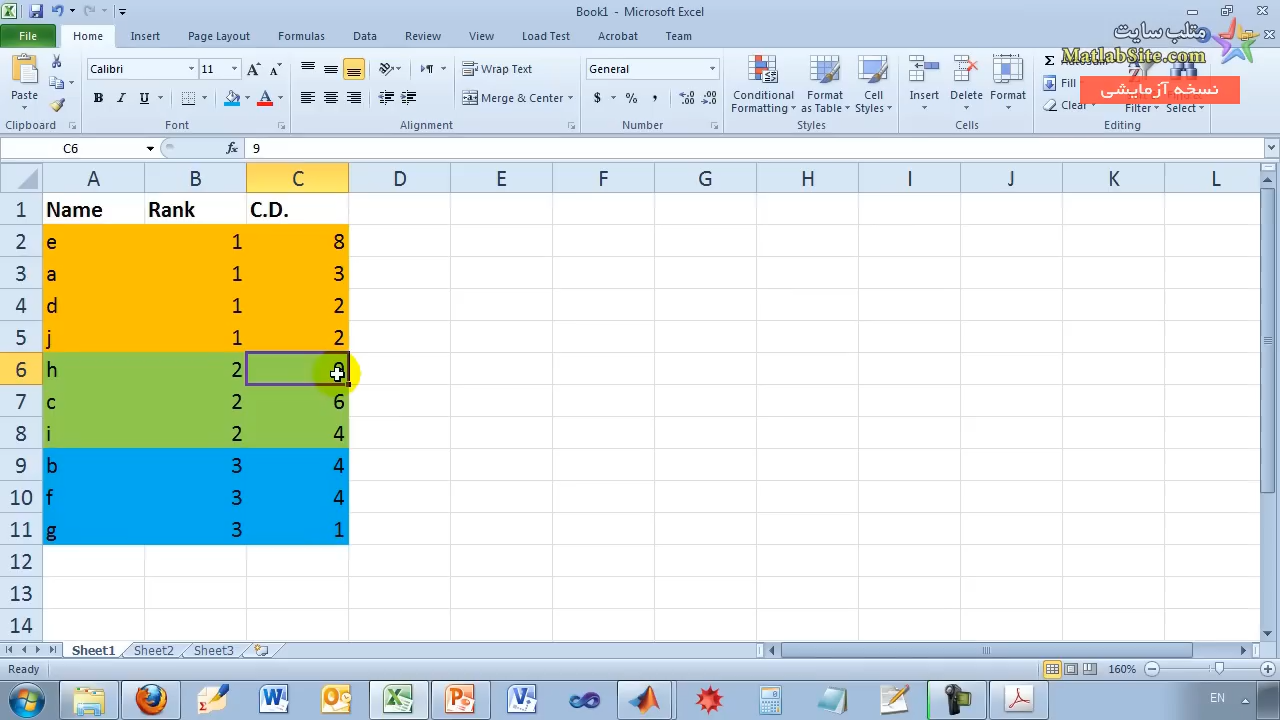 Book1 - Microsoft Excel
File Home Insert Page Layout Formulas Data Review View Load Test Acrobat Team
متلب سایت
MatlabSite.com
نسخه آزمایشی
Paste
Calibri 11
B I U
A A
Wrap Text
Merge & Center
General
$ % ,
Conditional Formatting
Format as Table
Cell Styles
Insert Delete Format
Σ
Fill
Clear
Filter
Select
Clipboard Font Alignment Number Styles Cells Editing
C6 fx 9
A B C D E F G H I J K L
1 Name Rank C.D.
2 e 1 8
3 a 1 3
4 d 1 2
5 j 1 2
6 h 2
7 c 2 6
8 i 2 4
9 b 3 4
10 f 3 4
11 g 3 1
12
13
14
Sheet1 Sheet2 Sheet3
Ready 160%
EN